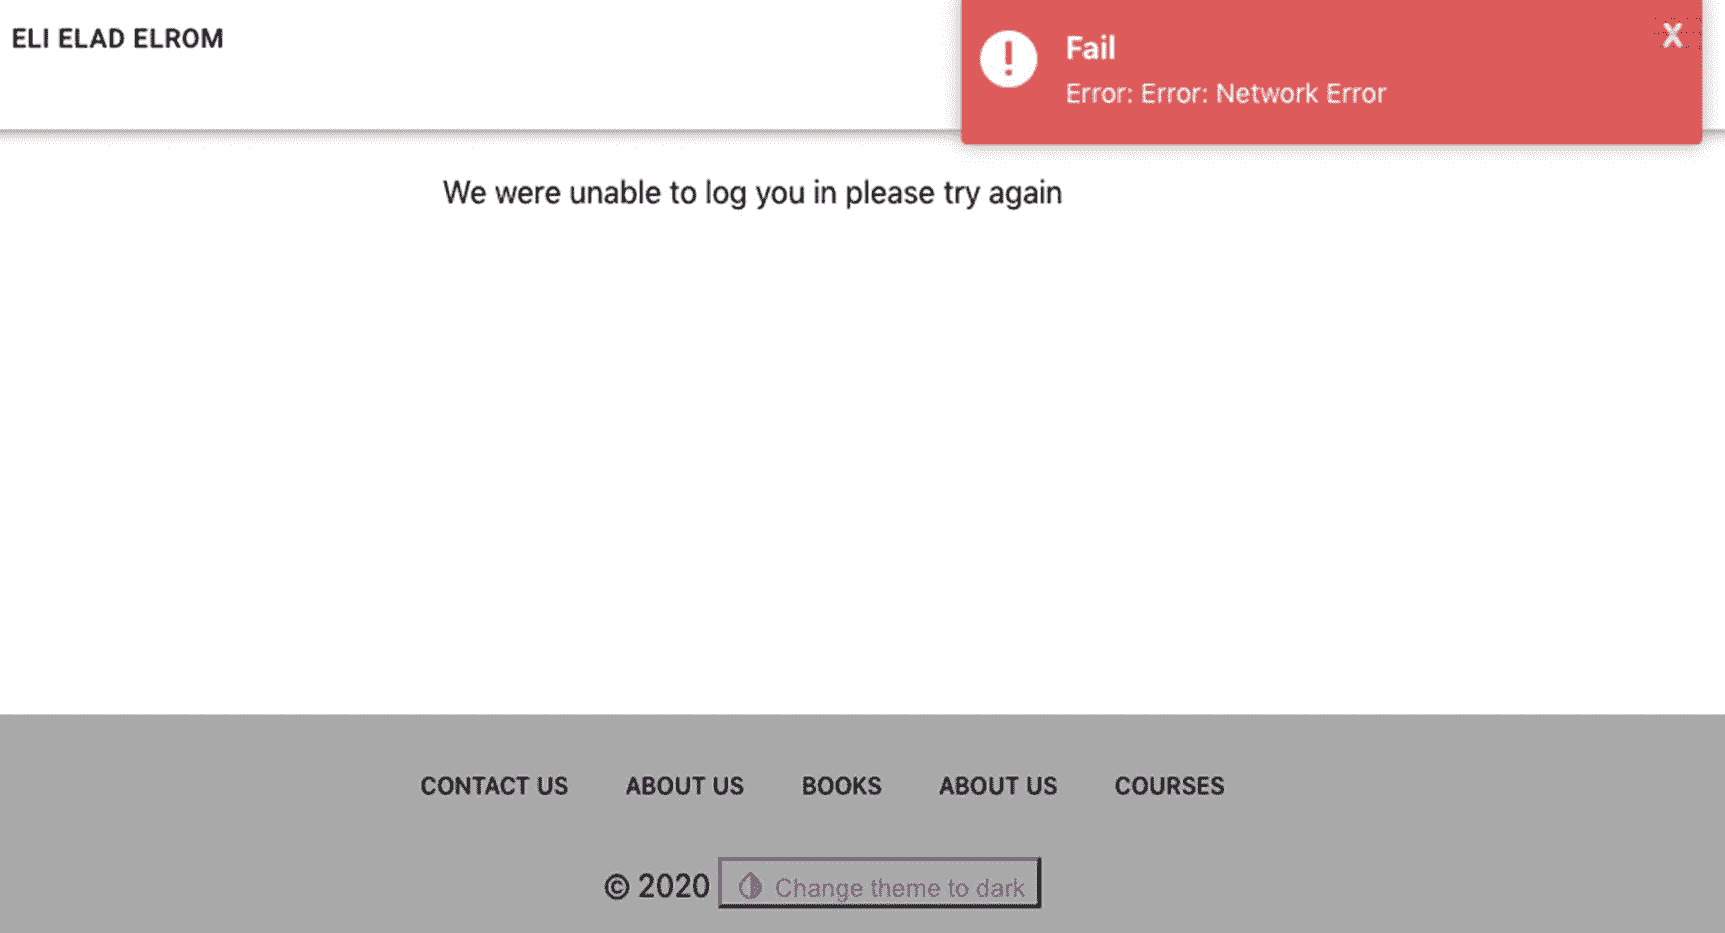 ELI ELAD ELROM
Fail
X
Error: Error: Network Error
We were unable to log you in please try again
CONTACT US ABOUT US BOOKS ABOUT US COURSES
© 2020 Change theme to dark